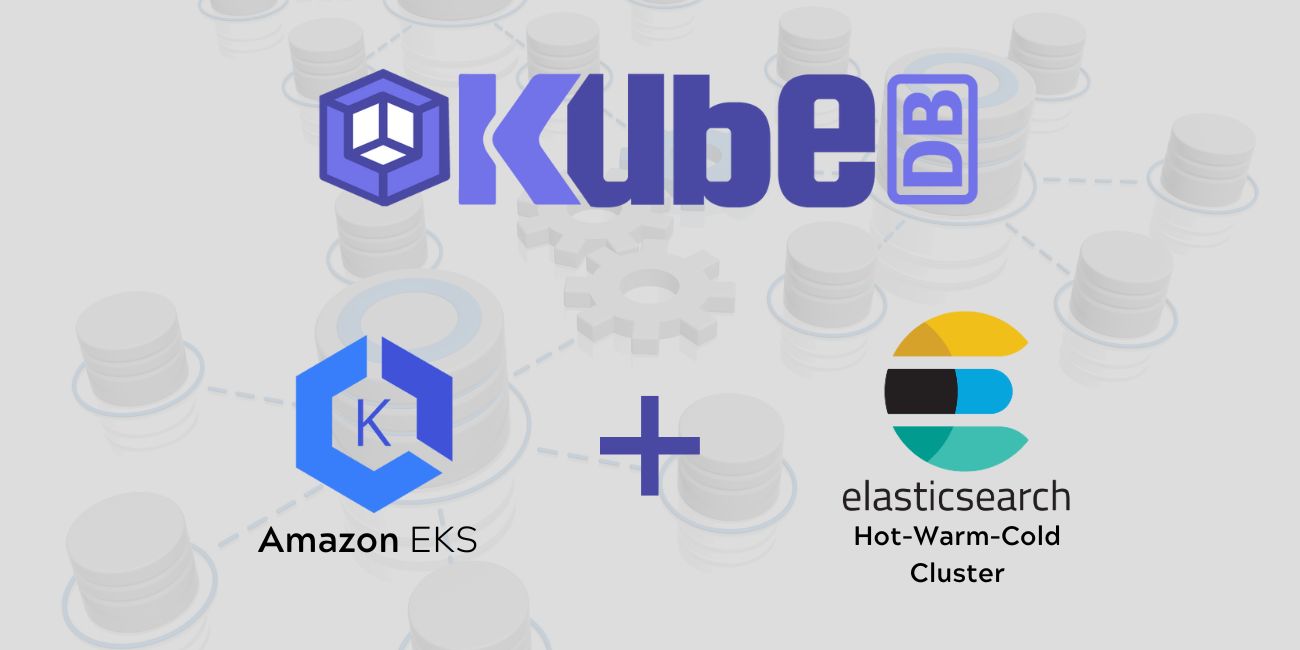 KubE DB
K
+
Amazon EKS
elasticsearch
Hot-Warm-Cold
Cluster